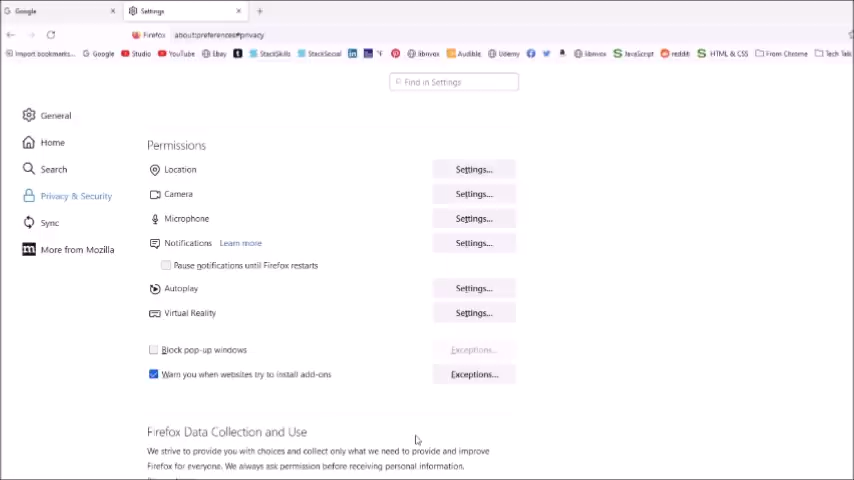 Google
Settings
Firefox about:preferences#privacy
Import bookmarks... Google Studio YouTube Ebay StackSkills StackSocial libnvox Audible Udemy libnvox JavaScript reddit HTML & CSS From Chrome Tech Talk
Find in Settings
General
Home
Search
Privacy & Security
Sync
More from Mozilla
Permissions
Location Settings...
Camera Settings...
Microphone Settings...
Notifications Learn more Settings...
Pause notifications until Firefox restarts
Autoplay Settings...
Virtual Reality Settings...
Block pop-up windows Exceptions...
Warn you when websites try to install add-ons Exceptions...
Firefox Data Collection and Use
We strive to provide you with choices and collect only what we need to provide and improve
Firefox for everyone. We always ask permission before receiving personal information.